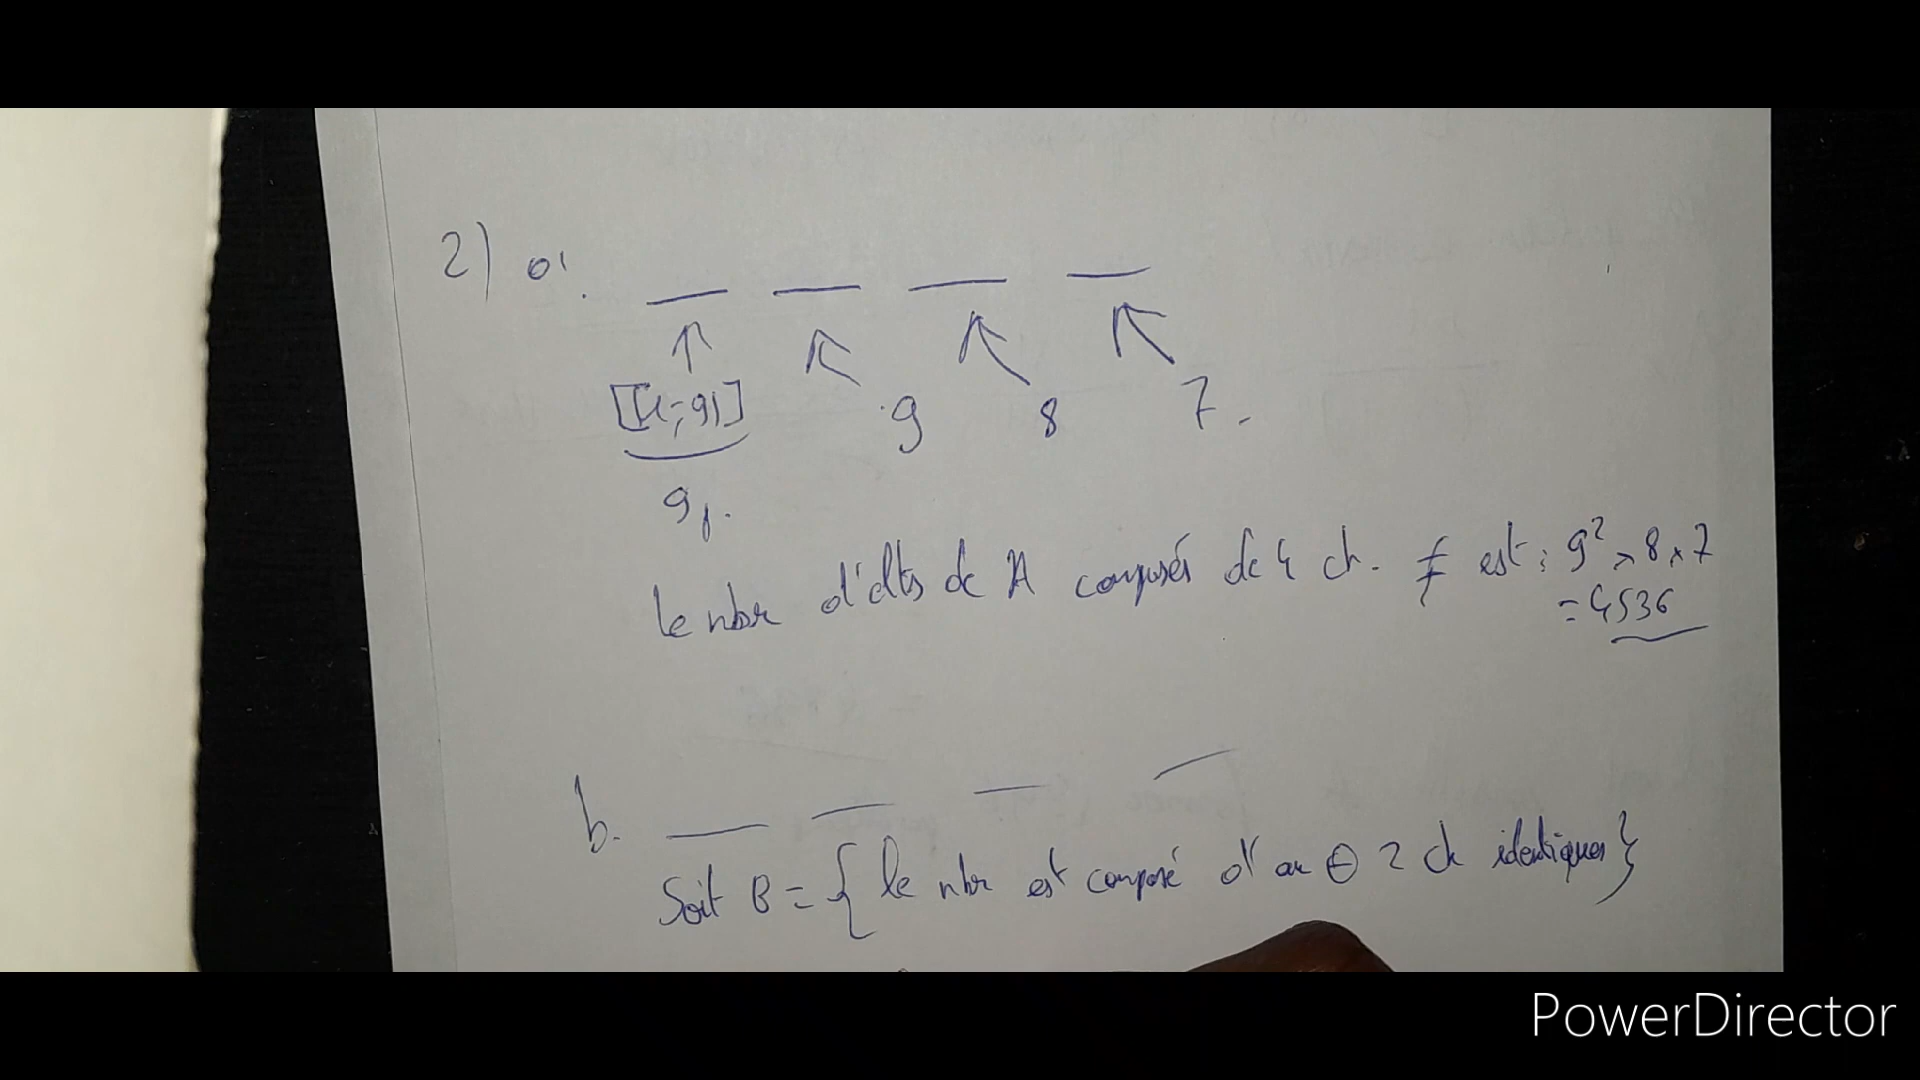 2) a.
[[1;9]] 9 8 7.
9.
le nbr d'élts de A composés de 4 ch. ≠ est : 9² x 8 x 7
= 4536
b.
Soit B = { le nbr est composé d'au ⊕ 2 ch identiques }
PowerDirector